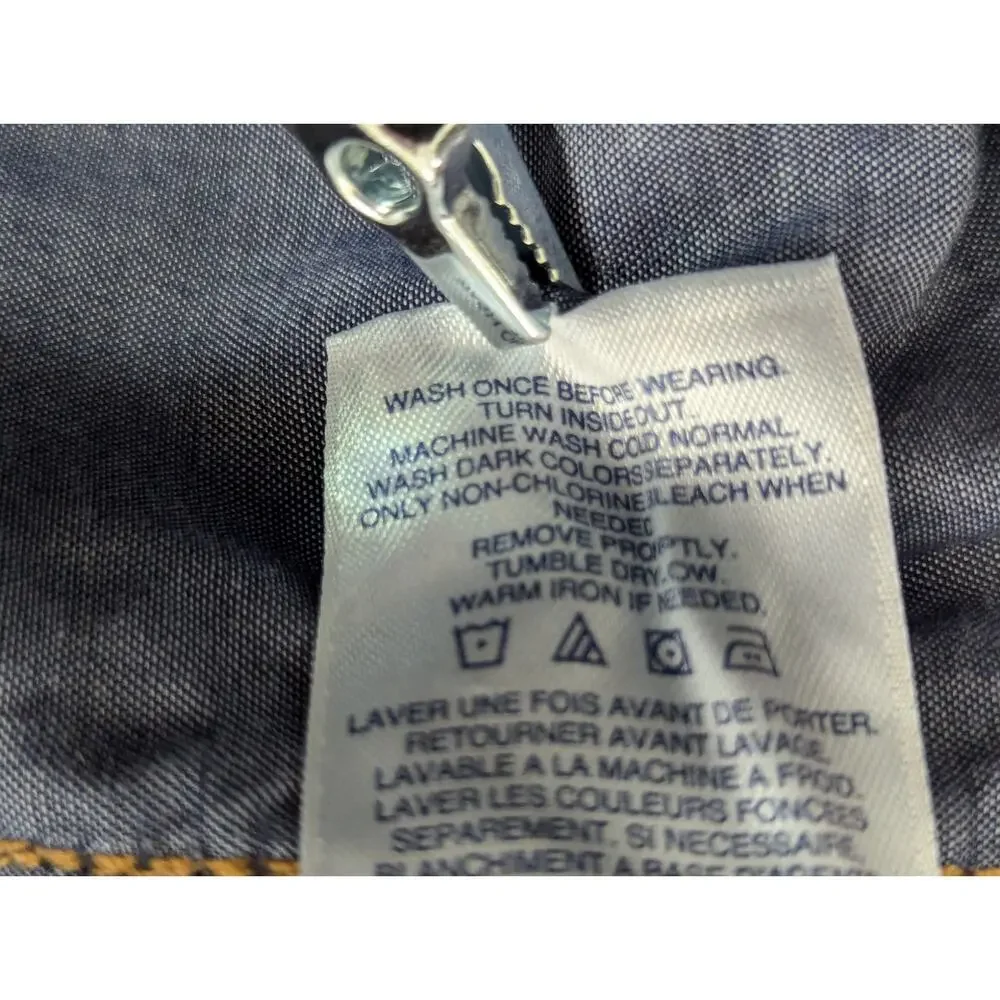 WASH ONCE BEFORE WEARING.
TURN INSIDE OUT.
MACHINE WASH COLD NORMAL.
WASH DARK COLORS SEPARATELY.
ONLY NON-CHLORINE BLEACH WHEN
NEEDED
REMOVE PROMPTLY.
TUMBLE DRY LOW.
WARM IRON IF NEEDED.
LAVER UNE FOIS AVANT DE PORTER.
RETOURNER AVANT LAVAGE.
LAVABLE A LA MACHINE A FROID.
LAVER LES COULEURS FONCEES
SEPAREMENT. SI NECESSAIRE,
BLANCHIMENT A BASE